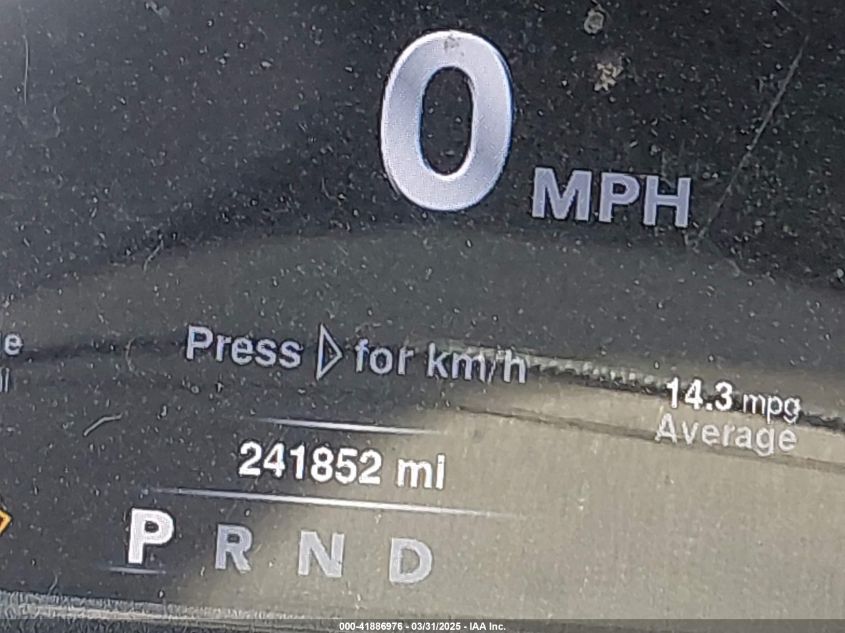 0 MPH
Press ▷ for km/h
14.3 mpg
Average
241852 mi
P R N D
000-41886976 - 03/31/2025 - IAA Inc.